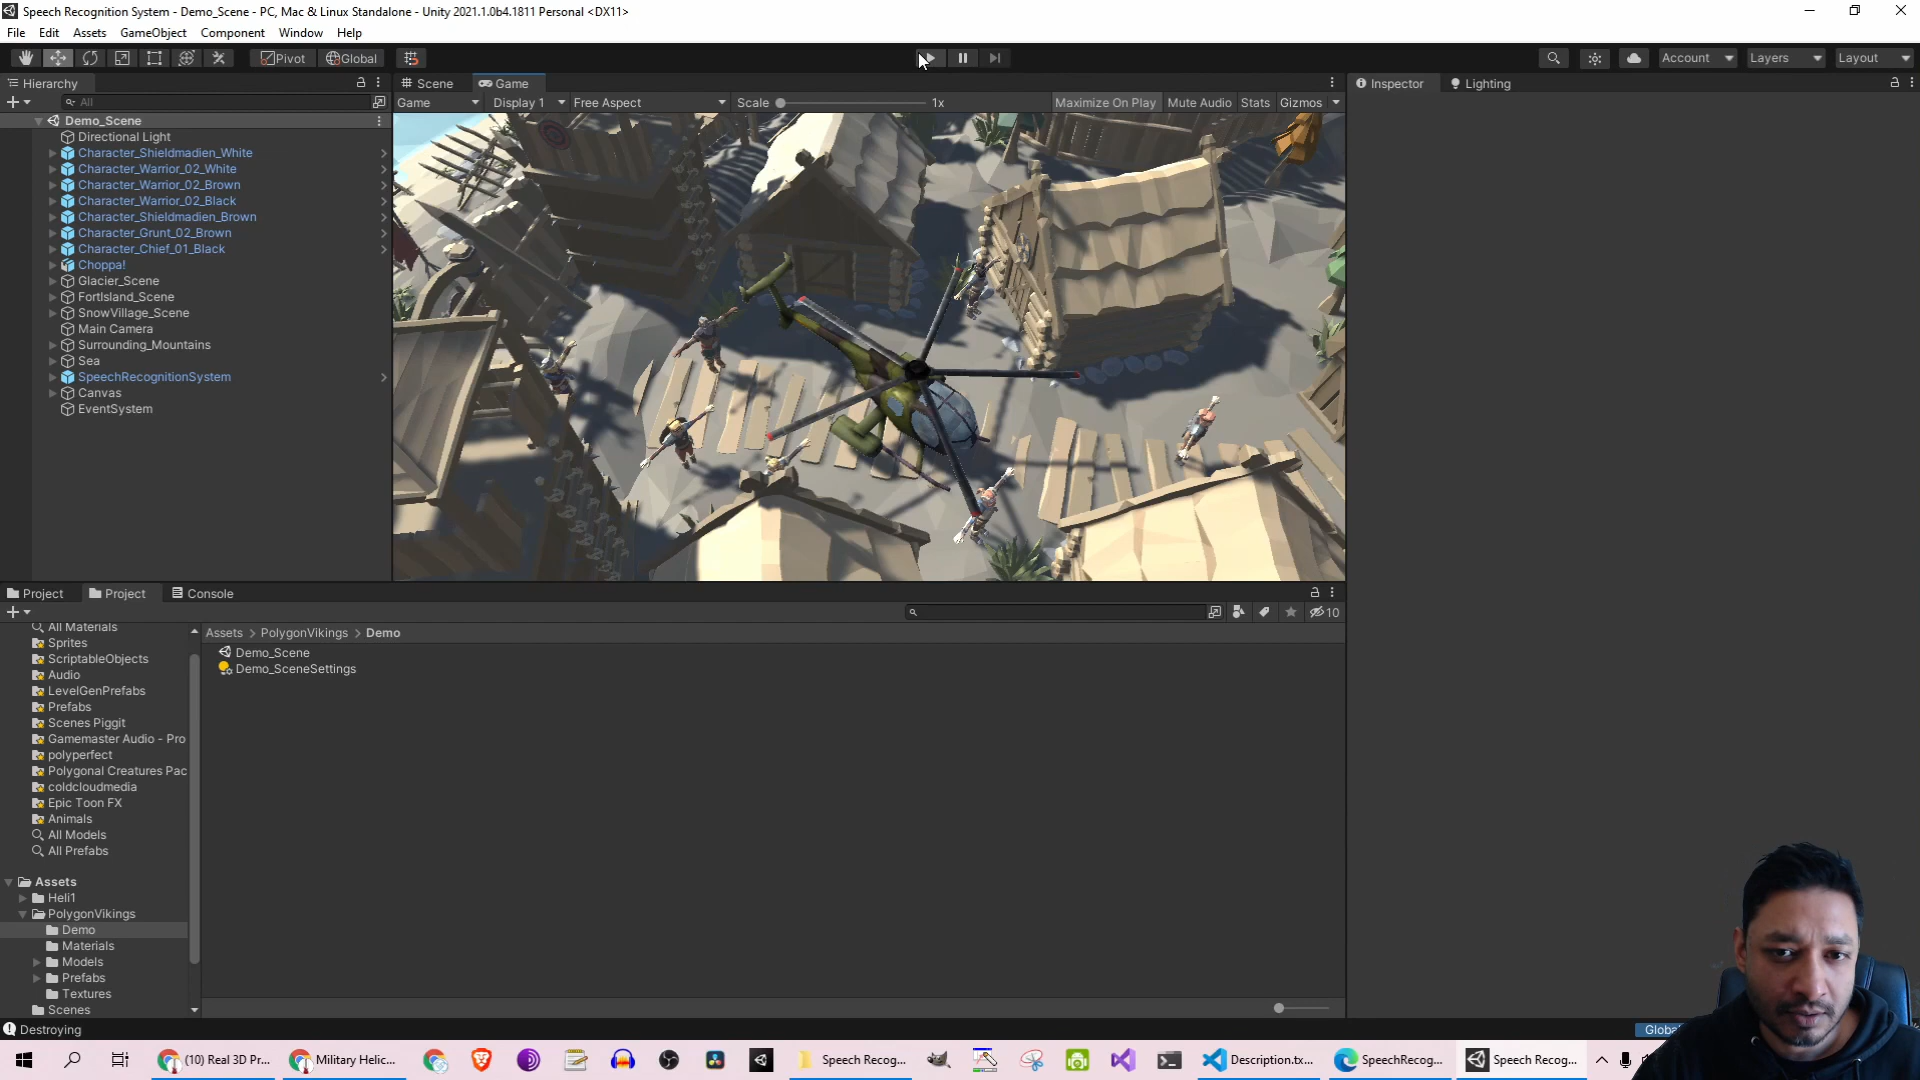 Speech Recognition System - Demo_Scene - PC, Mac & Linux Standalone - Unity 2021.1.0b4.1811 Personal <DX11>
File Edit Assets GameObject Component Window Help
Pivot Global Account Layers Layout
Hierarchy
All
Demo_Scene
Directional Light
Character_Shieldmadien_White
Character_Warrior_02_White
Character_Warrior_02_Brown
Character_Warrior_02_Black
Character_Shieldmadien_Brown
Character_Grunt_02_Brown
Character_Chief_01_Black
Choppa!
Glacier_Scene
FortIsland_Scene
SnowVillage_Scene
Main Camera
Surrounding_Mountains
Sea
SpeechRecognitionSystem
Canvas
EventSystem
Scene Game
Game Display 1 Free Aspect Scale 1x Maximize On Play Mute Audio Stats Gizmos
Inspector Lighting
Project Project Console
10
All Materials
Sprites
ScriptableObjects
Audio
LevelGenPrefabs
Prefabs
Scenes Piggit
Gamemaster Audio - Pro
polyperfect
Polygonal Creatures Pac
coldcloudmedia
Epic Toon FX
Animals
All Models
All Prefabs
Assets
Heli1
PolygonVikings
Demo
Materials
Models
Prefabs
Textures
Scenes
Assets > PolygonVikings > Demo
Demo_Scene
Demo_SceneSettings
Destroying
Globa
(10) Real 3D Pr... Military Helic... Speech Recog... Description.tx... SpeechRecog... Speech Recog...